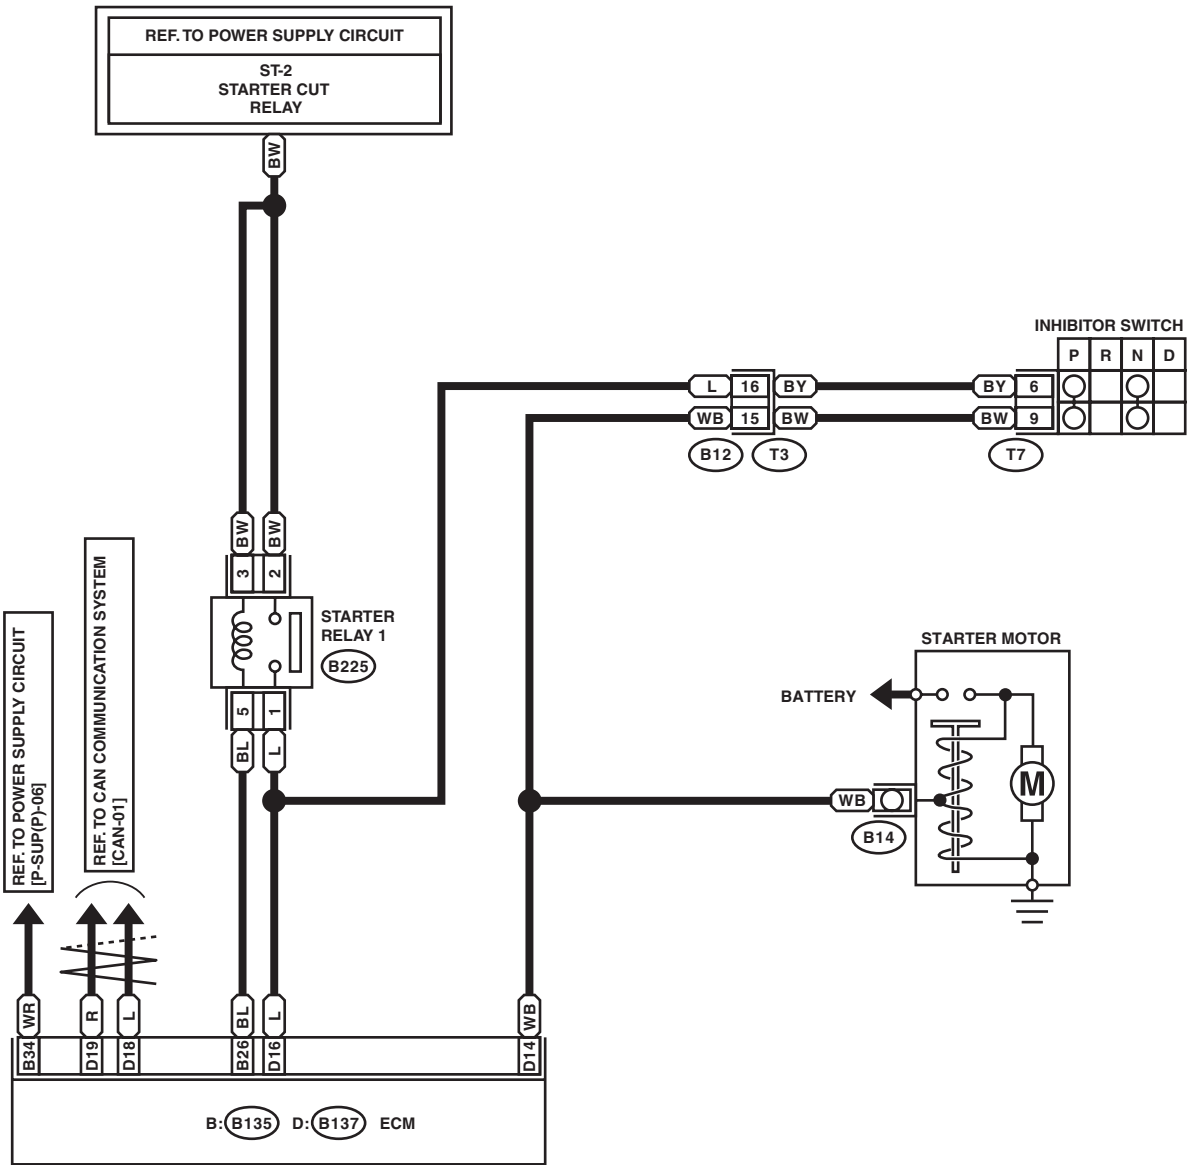 REF. TO POWER SUPPLY CIRCUIT
ST-2
STARTER CUT
RELAY
BW
INHIBITOR SWITCH
P R N D
L 16 BY BY 6
WB 15 BW BW 9
B12 T3 T7
BW BW
3 2
STARTER
RELAY 1
B225
5 1
BL L
REF. TO POWER SUPPLY CIRCUIT
[P-SUP(P)-06]
REF. TO CAN COMMUNICATION SYSTEM
[CAN-01]
STARTER MOTOR
BATTERY
M
WB
B14
WR R L BL L WB
B34 D19 D18 B26 D16 D14
B: B135 D: B137 ECM